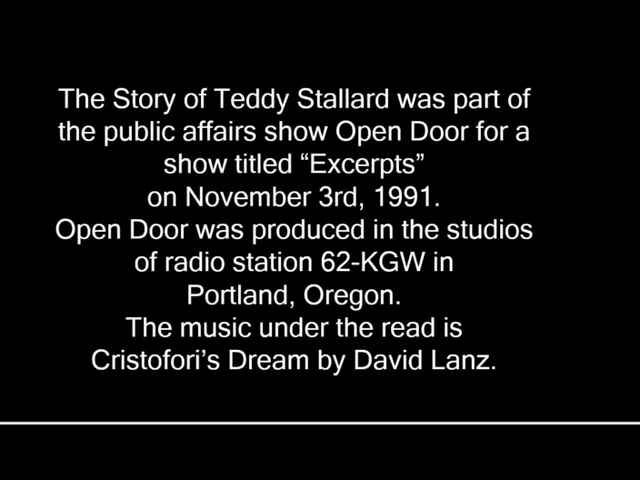 The Story of Teddy Stallard was part of
the public affairs show Open Door for a
show titled “Excerpts”
on November 3rd, 1991.
Open Door was produced in the studios
of radio station 62-KGW in
Portland, Oregon.
The music under the read is
Cristofori’s Dream by David Lanz.